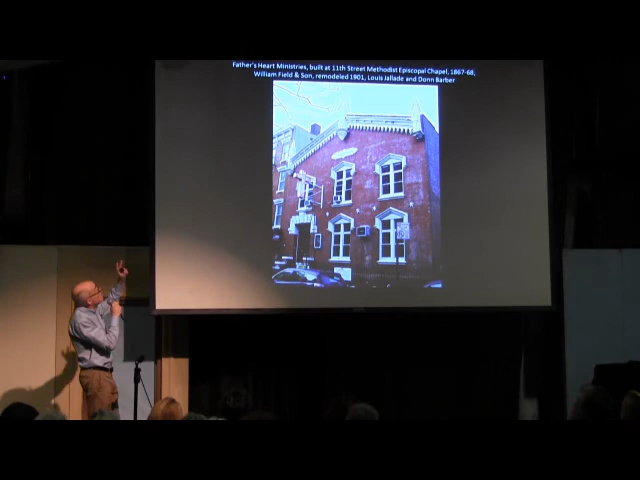 Father's Heart Ministries, built at 11th Street Methodist Episcopal Chapel, 1867-68,
William Field & Son, remodeled 1901, Louis Jallade and Donn Barber